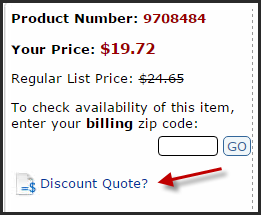 Product Number: 9708484
Your Price: $19.72
Regular List Price: $24.65
To check availability of this item,
enter your billing zip code:
GO
=$ Discount Quote?